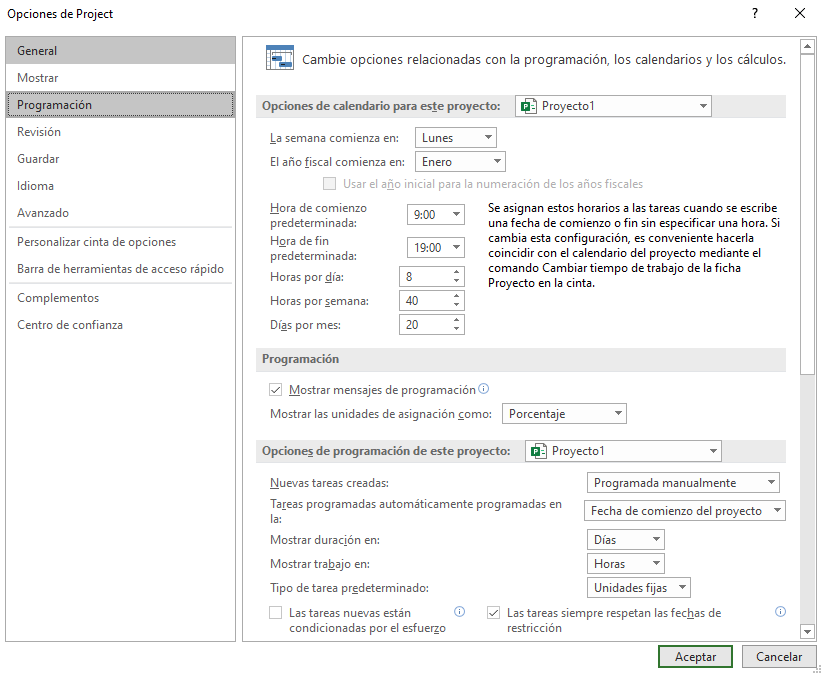 Opciones de Project
?
General
Mostrar
Programación
Revisión
Guardar
Idioma
Avanzado
Personalizar cinta de opciones
Barra de herramientas de acceso rápido
Complementos
Centro de confianza
Cambie opciones relacionadas con la programación, los calendarios y los cálculos.
Opciones de calendario para este proyecto: Proyecto1
La semana comienza en: Lunes
El año fiscal comienza en: Enero
Usar el año inicial para la numeración de los años fiscales
Hora de comienzo
predeterminada: 9:00
Hora de fin
predeterminada: 19:00
Se asignan estos horarios a las tareas cuando se escribe
una fecha de comienzo o fin sin especificar una hora. Si
cambia esta configuración, es conveniente hacerla
coincidir con el calendario del proyecto mediante el
comando Cambiar tiempo de trabajo de la ficha
Proyecto en la cinta.
Horas por día: 8
Horas por semana: 40
Días por mes: 20
Programación
Mostrar mensajes de programación
Mostrar las unidades de asignación como: Porcentaje
Opciones de programación de este proyecto: Proyecto1
Nuevas tareas creadas: Programada manualmente
Tareas programadas automáticamente programadas en
la: Fecha de comienzo del proyecto
Mostrar duración en: Días
Mostrar trabajo en: Horas
Tipo de tarea predeterminado: Unidades fijas
Las tareas nuevas están
condicionadas por el esfuerzo
Las tareas siempre respetan las fechas de
restricción
Aceptar
Cancelar